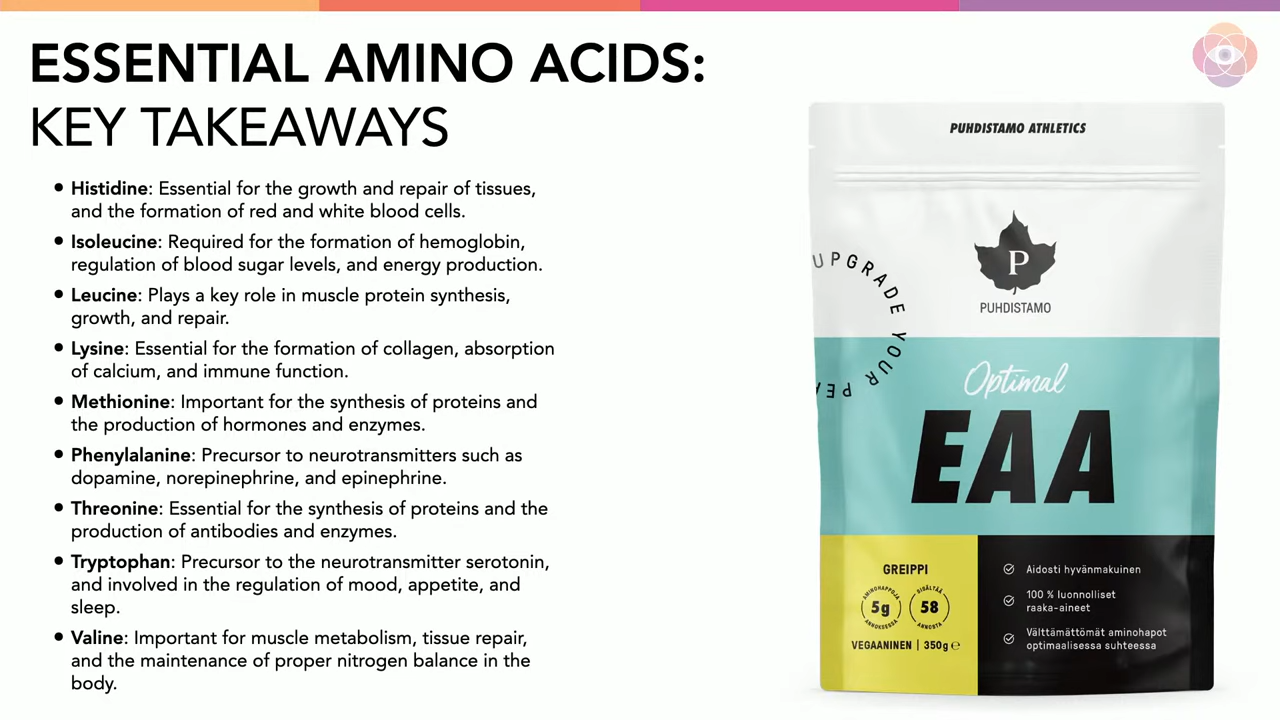 ESSENTIAL AMINO ACIDS:
KEY TAKEAWAYS
• Histidine: Essential for the growth and repair of tissues,
and the formation of red and white blood cells.
• Isoleucine: Required for the formation of hemoglobin,
regulation of blood sugar levels, and energy production.
• Leucine: Plays a key role in muscle protein synthesis,
growth, and repair.
• Lysine: Essential for the formation of collagen, absorption
of calcium, and immune function.
• Methionine: Important for the synthesis of proteins and
the production of hormones and enzymes.
• Phenylalanine: Precursor to neurotransmitters such as
dopamine, norepinephrine, and epinephrine.
• Threonine: Essential for the synthesis of proteins and the
production of antibodies and enzymes.
• Tryptophan: Precursor to the neurotransmitter serotonin,
and involved in the regulation of mood, appetite, and
sleep.
• Valine: Important for muscle metabolism, tissue repair,
and the maintenance of proper nitrogen balance in the
body.
PUHDISTAMO ATHLETICS
P
PUHDISTAMO
UPGRADE YOUR PEA
Optimal
EAA
GREIPPI
AMINOHAPPOJA
5g
ANNOKSESSA
SISÄLTÄÄ
58
ANNOSTA
VEGAANINEN | 350g ℮
Aidosti hyvänmakuinen
100 % luonnolliset
raaka-aineet
Välttämättömät aminohapot
optimaalisessa suhteessa